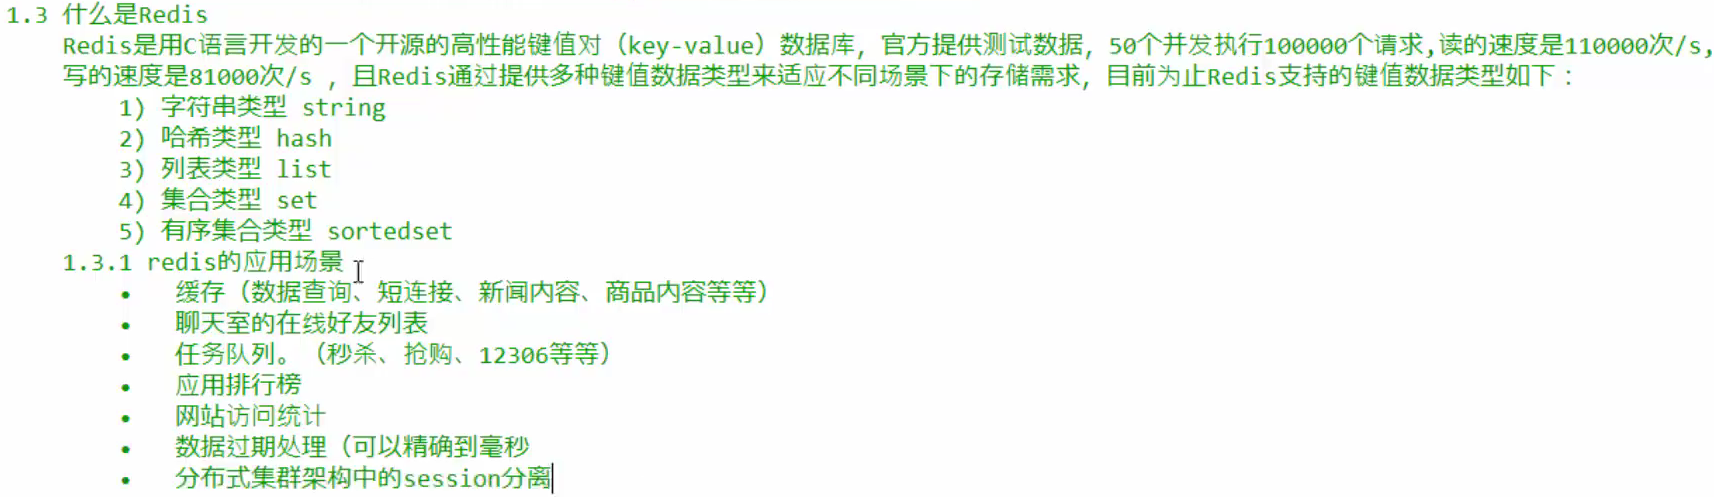 1.3 什么是Redis
Redis是用C语言开发的一个开源的高性能键值对（key-value）数据库，官方提供测试数据，50个并发执行100000个请求,读的速度是110000次/s,
写的速度是81000次/s ，且Redis通过提供多种键值数据类型来适应不同场景下的存储需求，目前为止Redis支持的键值数据类型如下：
1) 字符串类型 string
2) 哈希类型 hash
3) 列表类型 list
4) 集合类型 set
5) 有序集合类型 sortedset
1.3.1 redis的应用场景
• 缓存（数据查询、短连接、新闻内容、商品内容等等）
• 聊天室的在线好友列表
• 任务队列。（秒杀、抢购、12306等等）
• 应用排行榜
• 网站访问统计
• 数据过期处理（可以精确到毫秒
• 分布式集群架构中的session分离